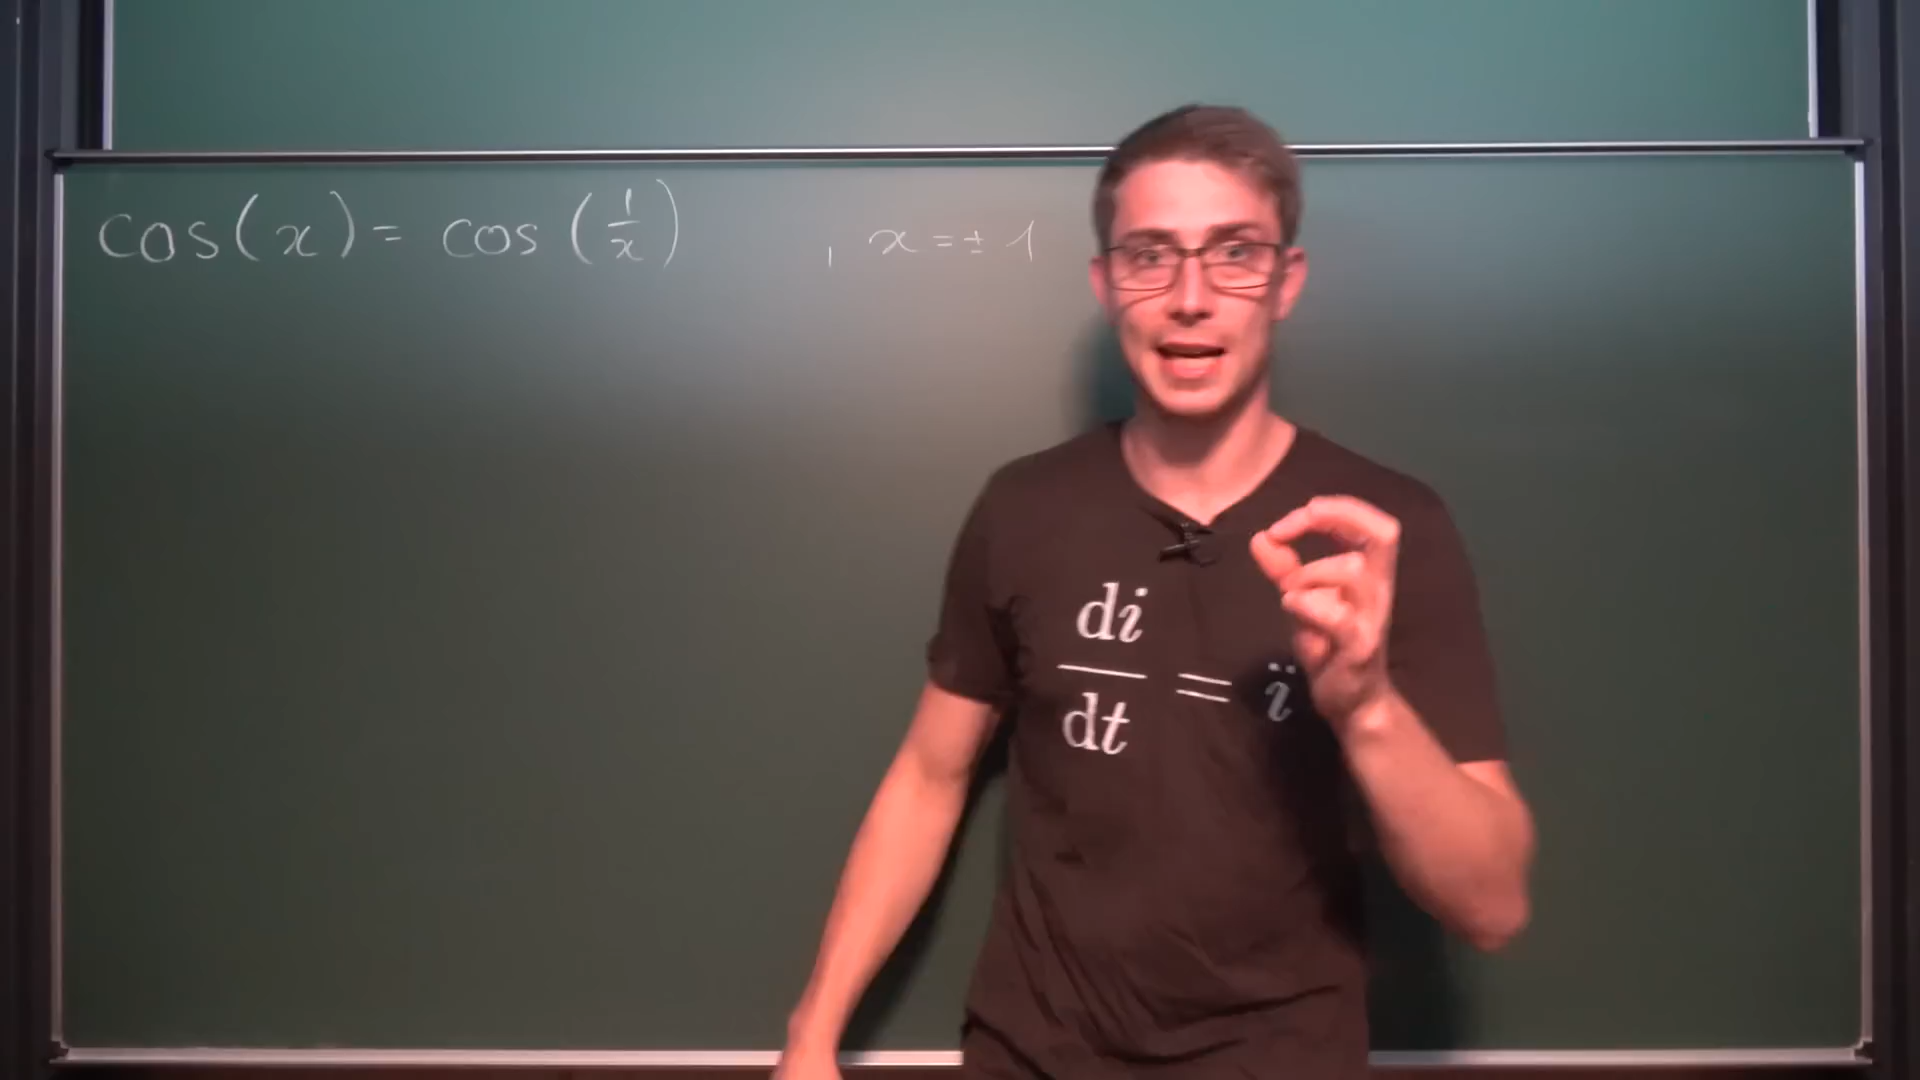 cos(x) = cos(1/x) , x = ± 1
di/dt = ï